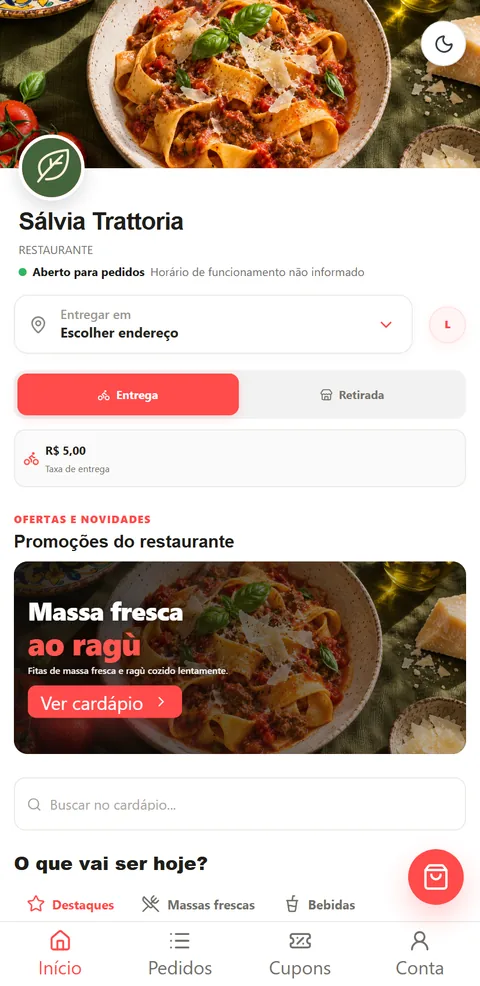 Sálvia Trattoria
RESTAURANTE
Aberto para pedidos Horário de funcionamento não informado
Entregar em
Escolher endereço
L
Entrega
Retirada
R$ 5,00
Taxa de entrega
OFERTAS E NOVIDADES
Promoções do restaurante
Massa fresca
ao ragù
Fitas de massa fresca e ragù cozido lentamente.
Ver cardápio
Buscar no cardápio...
O que vai ser hoje?
Destaques
Massas frescas
Bebidas
Início
Pedidos
Cupons
Conta